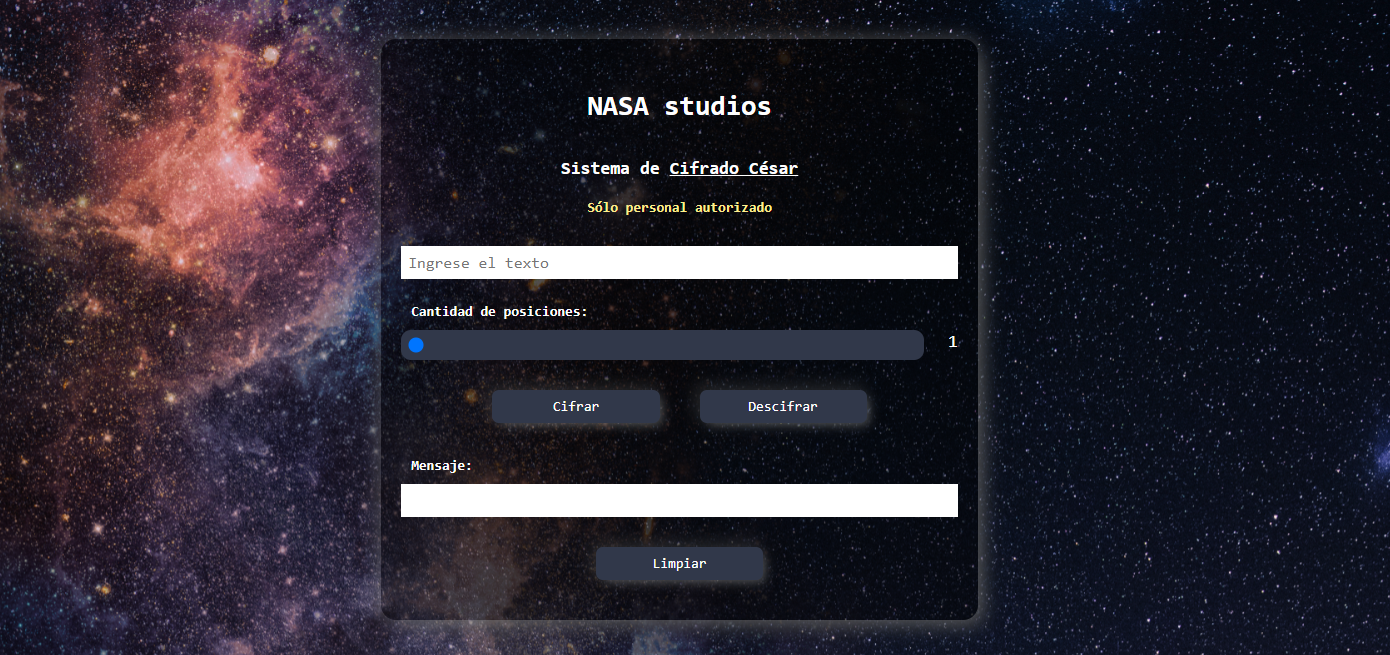 NASA studios
Sistema de Cifrado César
Sólo personal autorizado
Ingrese el texto
Cantidad de posiciones:
1
Cifrar
Descifrar
Mensaje:
Limpiar